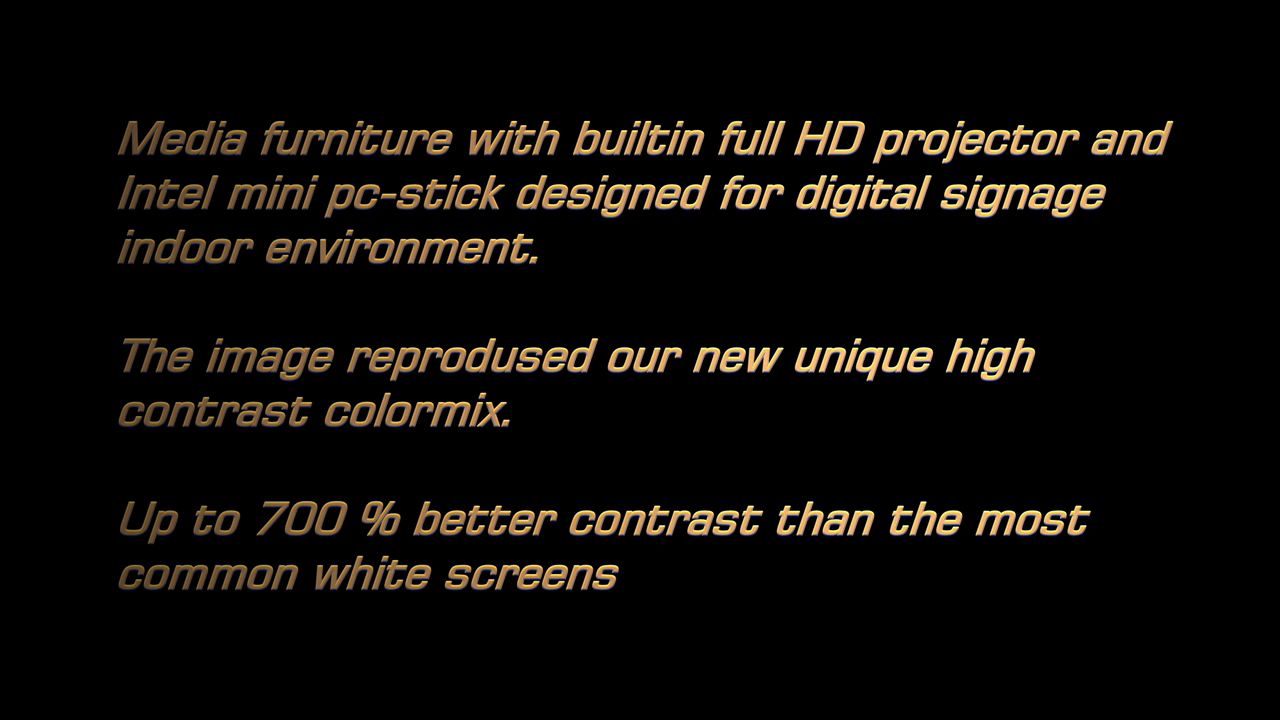 Media furniture with builtin full HD projector and
Intel mini pc-stick designed for digital signage
indoor environment.
The image reprodused our new unique high
contrast colormix.
Up to 700 % better contrast than the most
common white screens